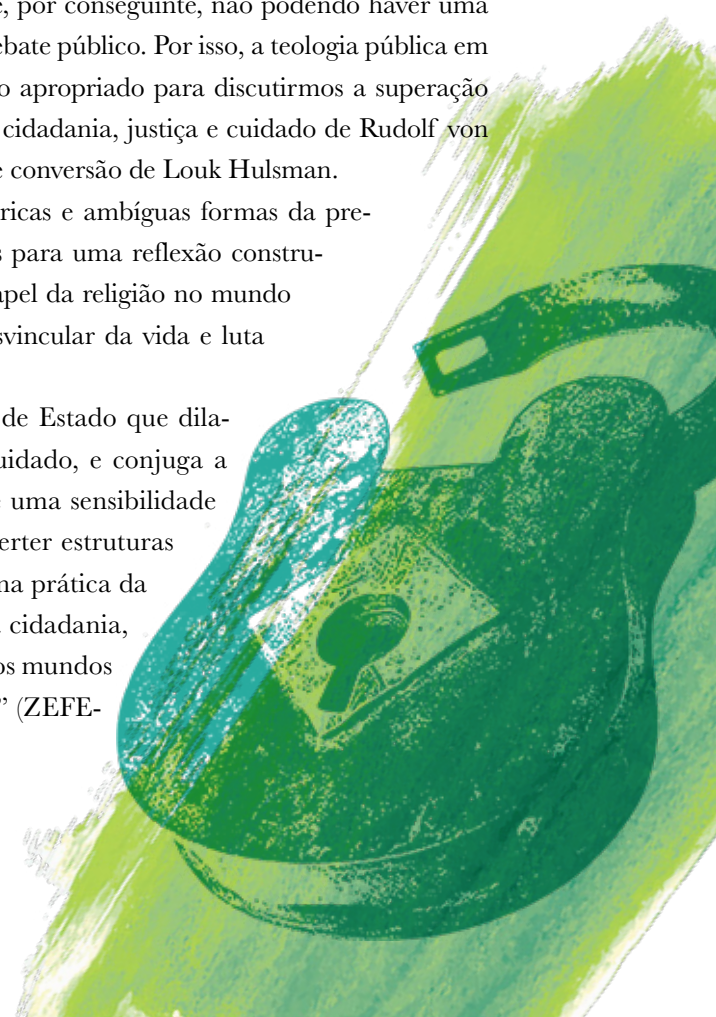 e, por conseguinte, não podendo haver uma
ebate público. Por isso, a teologia pública em
o apropriado para discutirmos a superação
cidadania, justiça e cuidado de Rudolf von
e conversão de Louk Hulsman.
ricas e ambíguas formas da pre-
s para uma reflexão constru-
apel da religião no mundo
svincular da vida e luta
de Estado que dila-
uidado, e conjuga a
e uma sensibilidade
erter estruturas
na prática da
a cidadania,
os mundos
” (ZEFE-